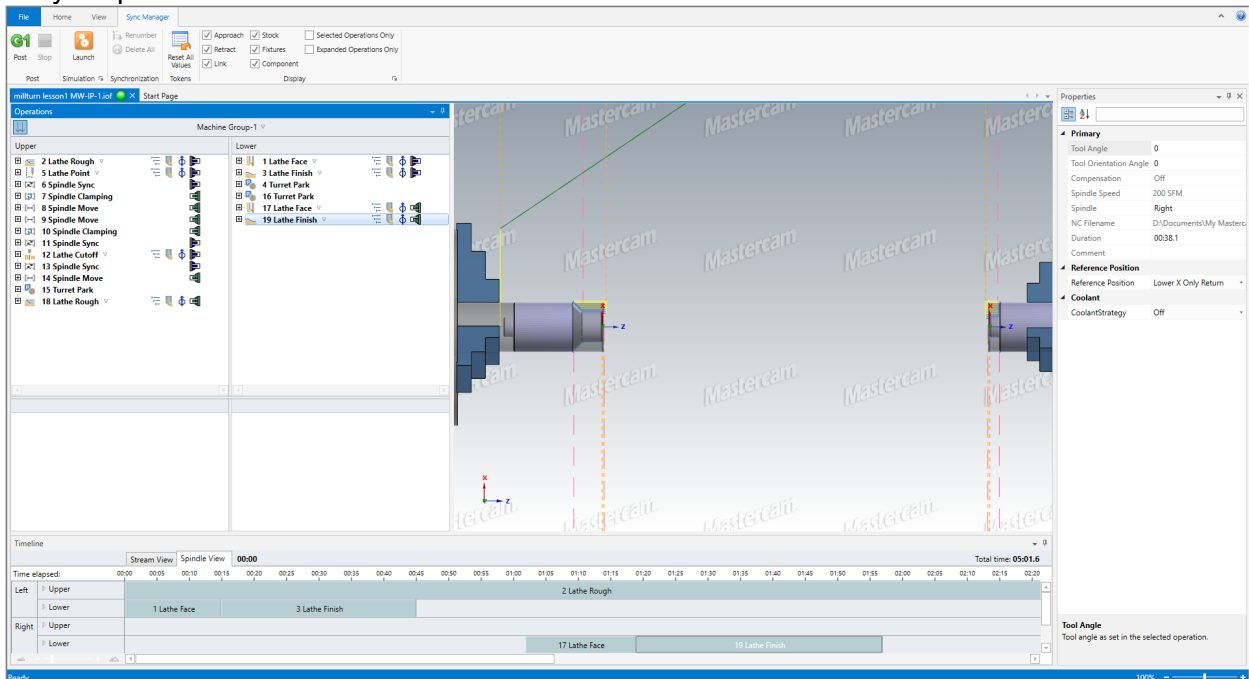 File Home View Sync Manager
G1 Post Stop Launch Renumber Delete All Reset All Values
Approach Stock Selected Operations Only
Retract Fixtures Expanded Operations Only
Link Component
Post Simulation Synchronization Tokens Display
millturn lesson1 MW-IP-1.iof Start Page
Operations
Machine Group-1
Upper
2 Lathe Rough
5 Lathe Point
6 Spindle Sync
7 Spindle Clamping
8 Spindle Move
9 Spindle Move
10 Spindle Clamping
11 Spindle Sync
12 Lathe Cutoff
13 Spindle Sync
14 Spindle Move
15 Turret Park
18 Lathe Rough
Lower
1 Lathe Face
3 Lathe Finish
4 Turret Park
16 Turret Park
17 Lathe Face
19 Lathe Finish
Mastercam
X
Z
Z
X
Z
Properties
Primary
Tool Angle 0
Tool Orientation Angle 0
Compensation Off
Spindle Speed 200 SFM
Spindle Right
NC Filename D:\Documents\My Masterc
Duration 00:38.1
Comment
Reference Position
Reference Position Lower X Only Return
Coolant
CoolantStrategy Off
Tool Angle
Tool angle as set in the selected operation.
Timeline
Stream View Spindle View 00:00 Total time: 05:01.6
Time elapsed: 00:00 00:05 00:10 00:15 00:20 00:25 00:30 00:35 00:40 00:45 00:50 00:55 01:00 01:05 01:10 01:15 01:20 01:25 01:30 01:35 01:40 01:45 01:50 01:55 02:00 02:05 02:10 02:15 02:20
Left Upper 2 Lathe Rough
Lower 1 Lathe Face 3 Lathe Finish
Right Upper
Lower 17 Lathe Face 19 Lathe Finish
Ready 100%